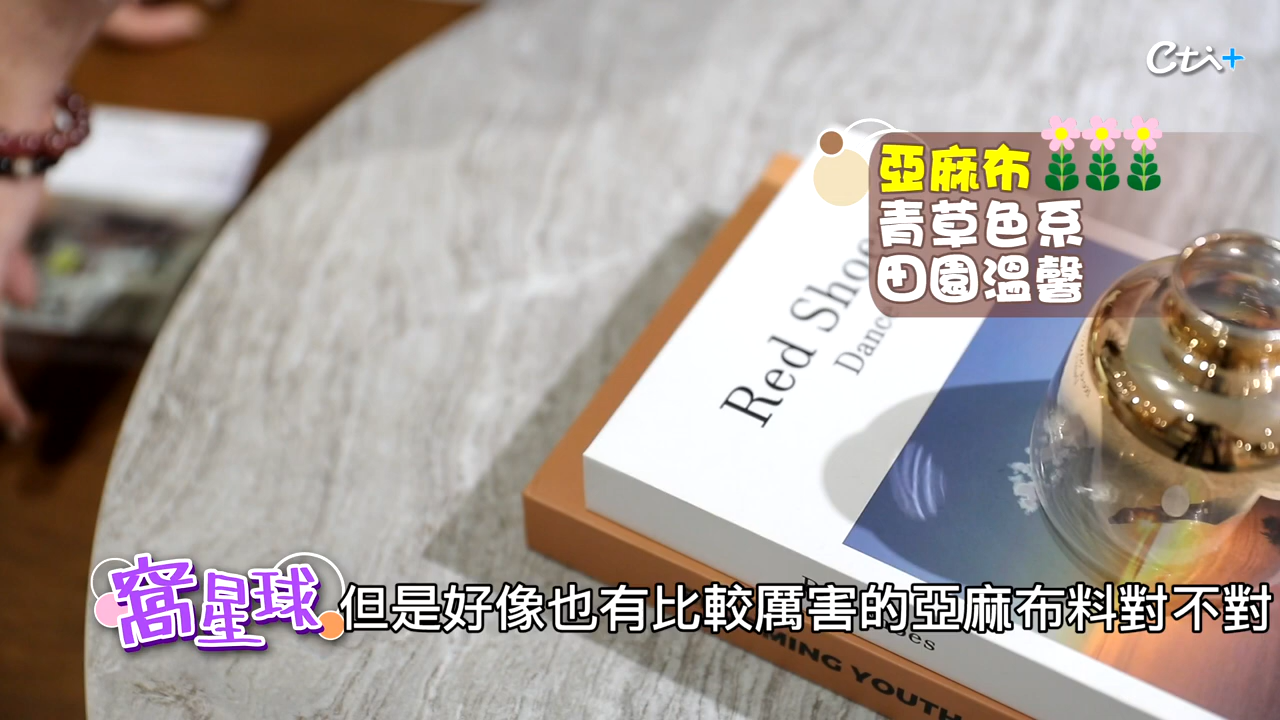 Cti+
亞麻布
青草色系
田園溫馨
Red Shoe
Danc
窩星球
但是好像也有比較厲害的亞麻布料對不對
MING YOUTH